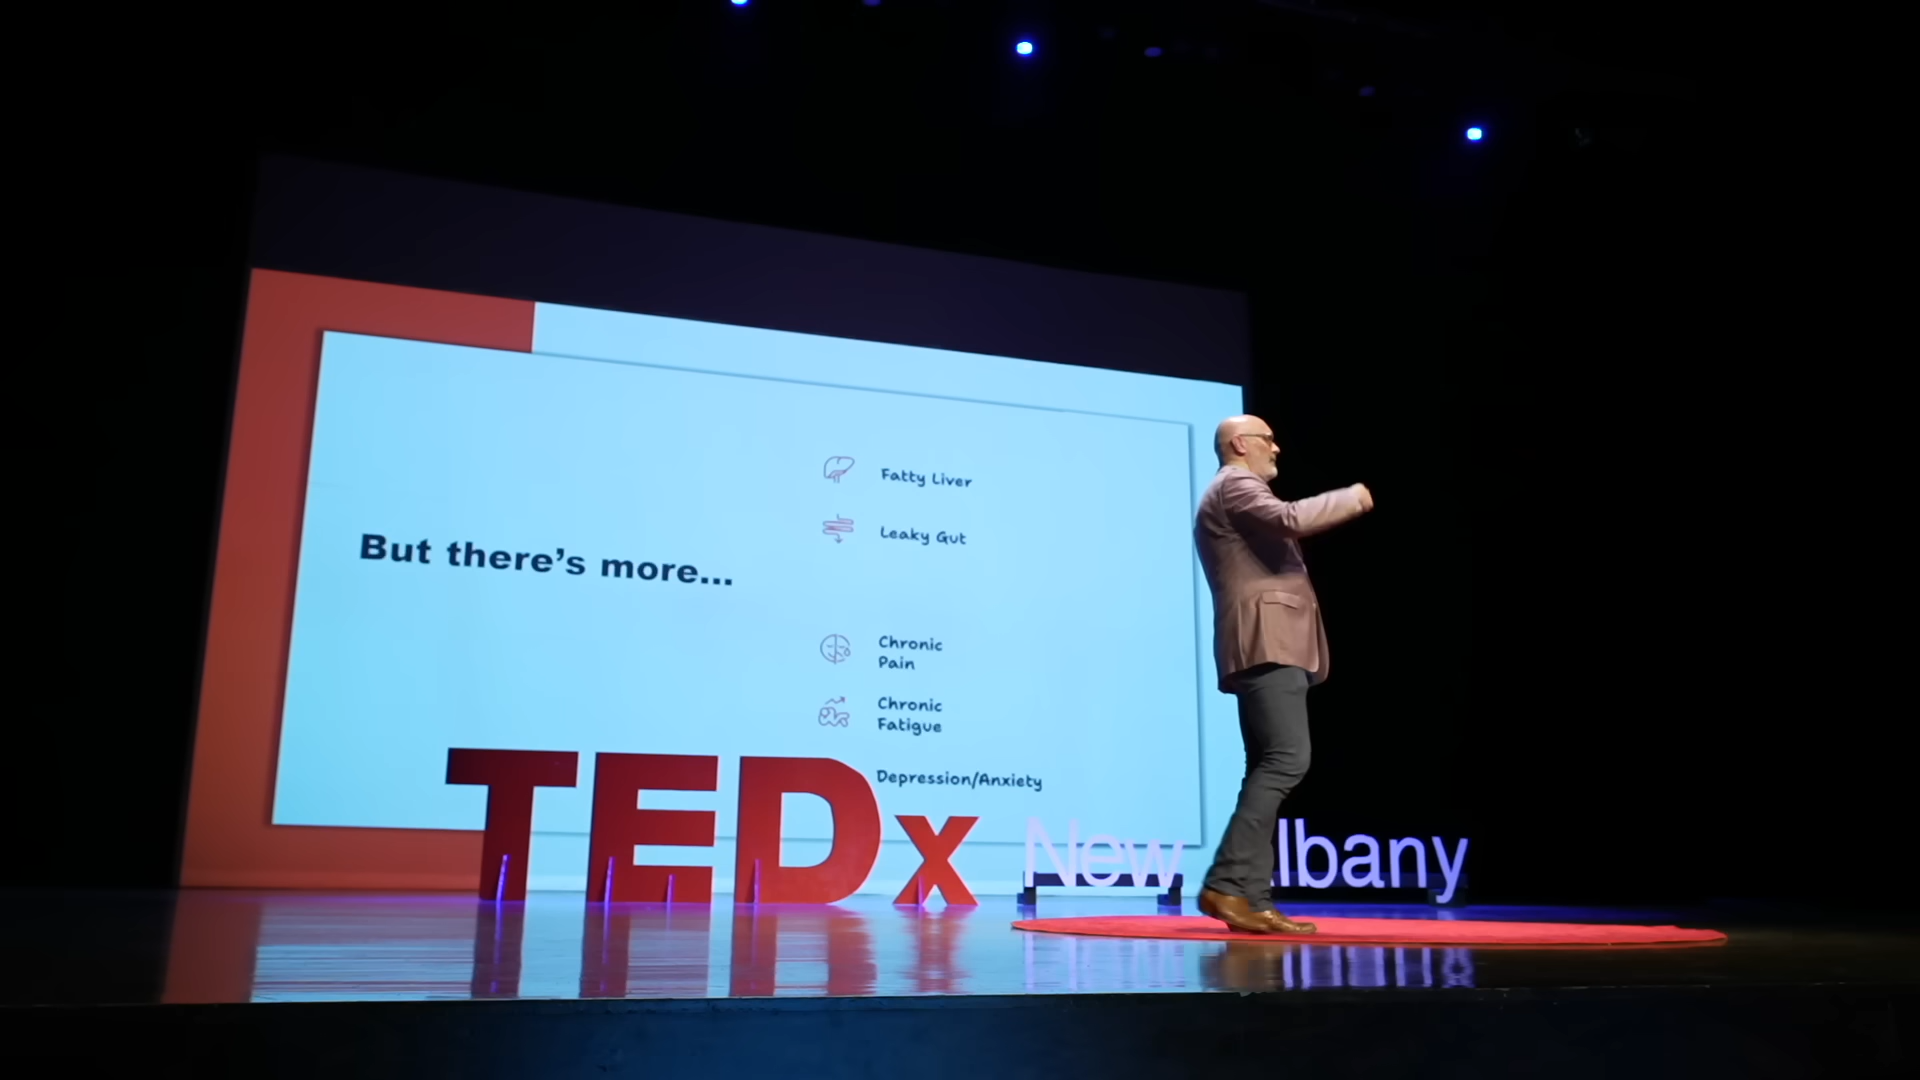 But there's more...
Fatty Liver
Leaky Gut
Chronic
Pain
Chronic
Fatigue
Depression/Anxiety
TEDx New lbany